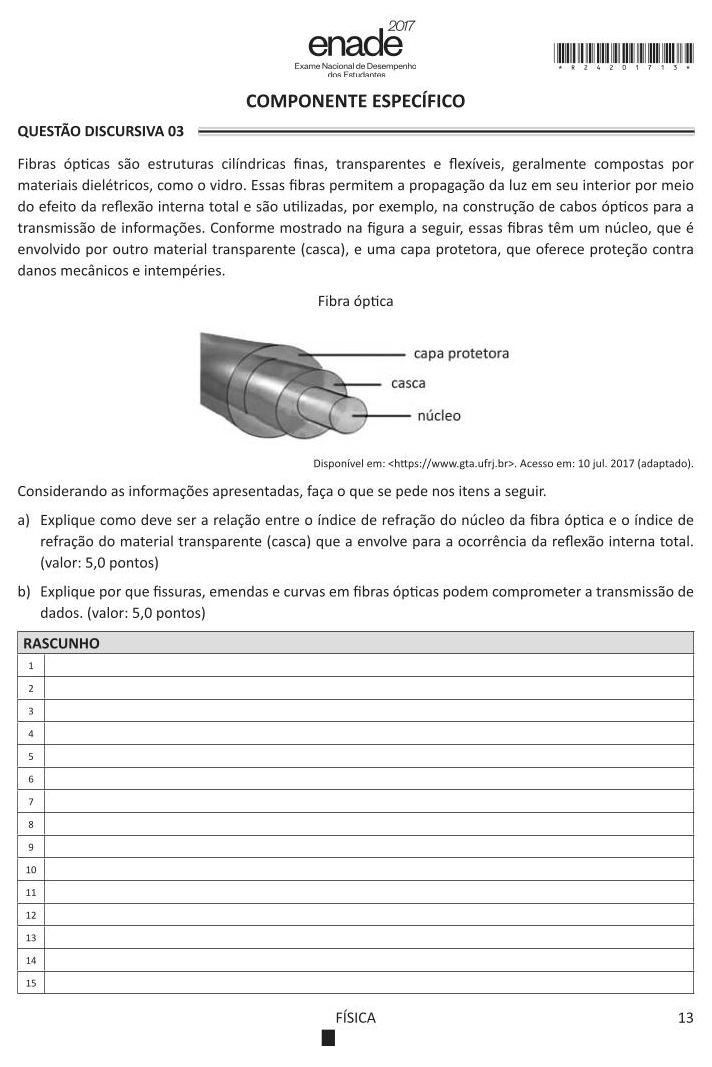 2017
enade
Exame Nacional de Desempenho
dos Estudantes
*R242017 13*
COMPONENTE ESPECÍFICO
QUESTÃO DISCURSIVA 03
Fibras ópticas são estruturas cilíndricas finas, transparentes e flexíveis, geralmente compostas por
materiais dielétricos, como o vidro. Essas fibras permitem a propagação da luz em seu interior por meio
do efeito da reflexão interna total e são utilizadas, por exemplo, na construção de cabos ópticos para a
transmissão de informações. Conforme mostrado na figura a seguir, essas fibras têm um núcleo, que é
envolvido por outro material transparente (casca), e uma capa protetora, que oferece proteção contra
danos mecânicos e intempéries.
Fibra óptica
capa protetora
casca
núcleo
Disponível em: <https://www.gta.ufrj.br>. Acesso em: 10 jul. 2017 (adaptado).
Considerando as informações apresentadas, faça o que se pede nos itens a seguir.
a) Explique como deve ser a relação entre o índice de refração do núcleo da fibra óptica e o índice de
refração do material transparente (casca) que a envolve para a ocorrência da reflexão interna total.
(valor: 5,0 pontos)
b) Explique por que fissuras, emendas e curvas em fibras ópticas podem comprometer a transmissão de
dados. (valor: 5,0 pontos)
RASCUNHO
1
2
3
4
5
6
7
8
9
10
11
12
13
14
15
FÍSICA
13